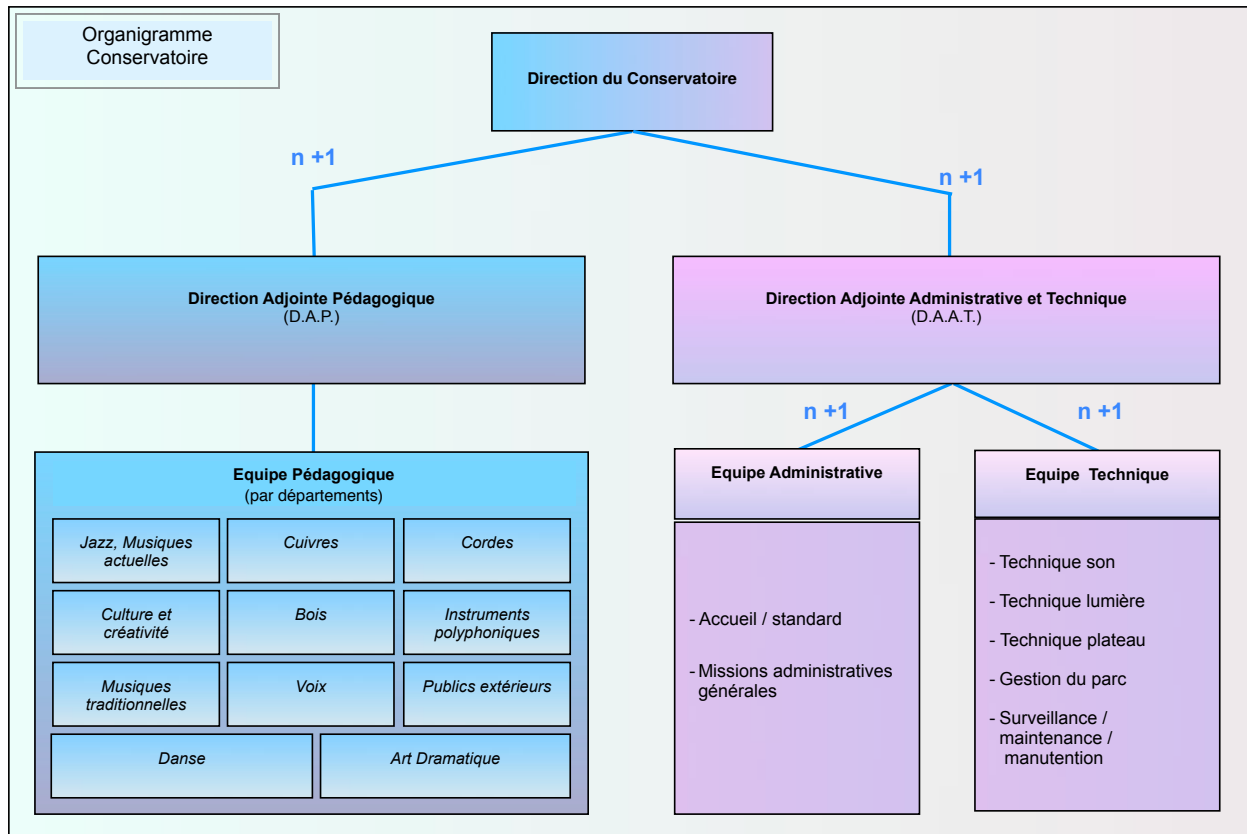 Organigramme
Conservatoire
Direction du Conservatoire
n +1
n +1
Direction Adjointe Pédagogique
(D.A.P.)
Direction Adjointe Administrative et Technique
(D.A.A.T.)
n +1
n +1
Equipe Pédagogique
(par départements)
Jazz, Musiques
actuelles
Cuivres
Cordes
Culture et
créativité
Bois
Instruments
polyphoniques
Musiques
traditionnelles
Voix
Publics extérieurs
Danse
Art Dramatique
Equipe Administrative
- Accueil / standard
- Missions administratives
générales
Equipe Technique
- Technique son
- Technique lumière
- Technique plateau
- Gestion du parc
- Surveillance /
maintenance /
manutention